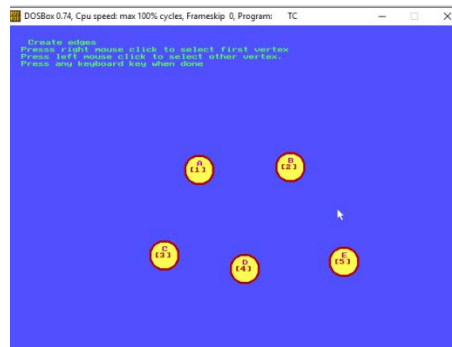 DOSBox 0.74, Cpu speed: max 100% cycles, Frameskip 0, Program: TC
Create edges
Presss right mouse click to select first vertex
Press left mouse click to select other vertex.
Press any keyboard key when done
A
[1]
B
[2]
C
[3]
D
[4]
E
[5]